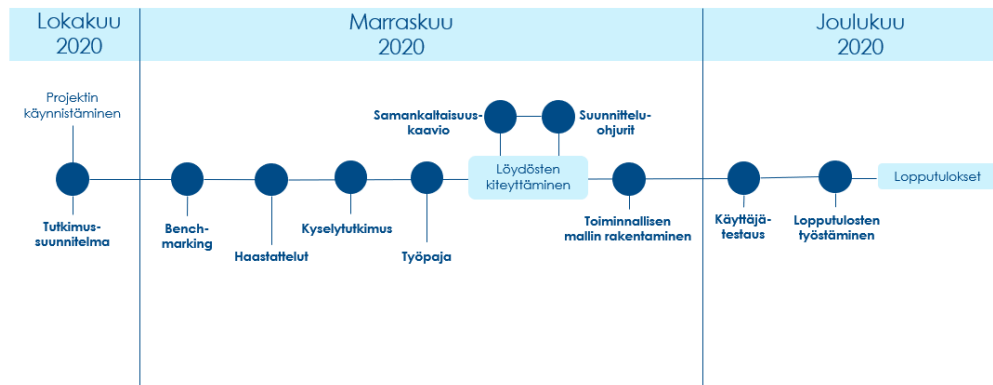 Lokakuu
2020
Marraskuu
2020
Joulukuu
2020
Projektin
käynnistäminen
Tutkimus-
suunnitelma
Bench-
marking
Haastattelut
Kyselytutkimus
Työpaja
Samankaltaisuus-
kaavio
Suunnittelu-
ohjurit
Löydösten
kiteyttäminen
Toiminnallisen
mallin rakentaminen
Käyttäjä-
testaus
Lopputulosten
työstäminen
Lopputulokset